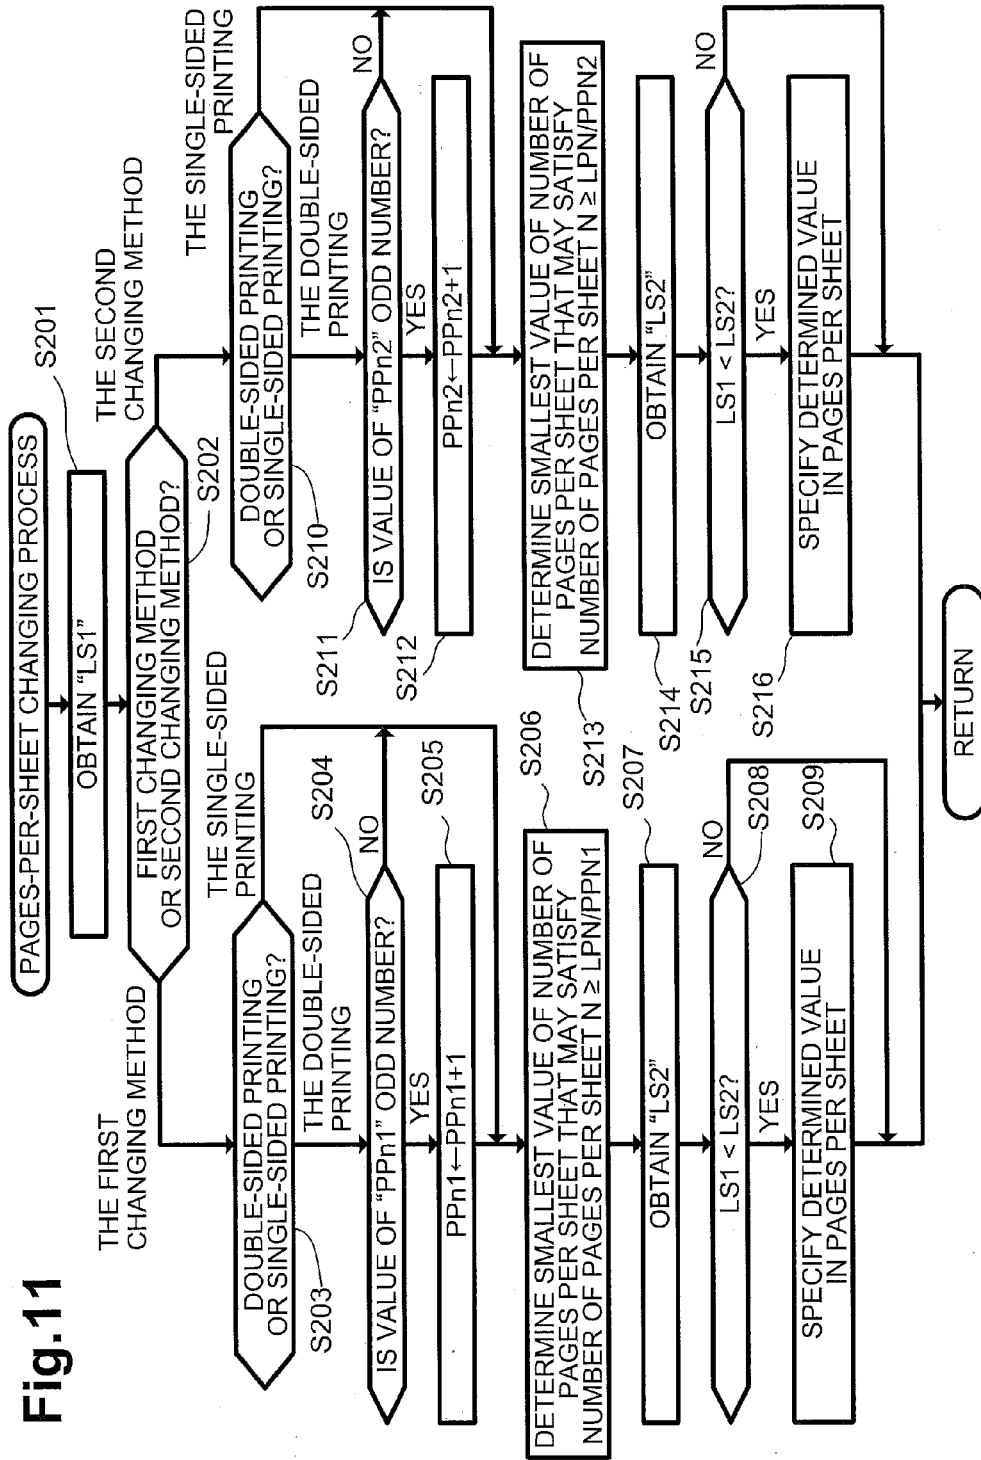 Fig.11
PAGES-PER-SHEET CHANGING PROCESS
OBTAIN "LS1"
S201
FIRST CHANGING METHOD
OR SECOND CHANGING METHOD?
S202
THE FIRST
CHANGING METHOD
THE SECOND
CHANGING METHOD
DOUBLE-SIDED PRINTING
OR SINGLE-SIDED PRINTING?
S203
THE SINGLE-SIDED
PRINTING
THE DOUBLE-SIDED
PRINTING
IS VALUE OF "PPn1" ODD NUMBER?
S204
NO
YES
PPn1←PPn1+1
S205
DETERMINE SMALLEST VALUE OF NUMBER OF
PAGES PER SHEET THAT MAY SATISFY
NUMBER OF PAGES PER SHEET N ≥ LPN/PPN1
S206
OBTAIN "LS2"
S207
LS1 < LS2?
S208
NO
YES
SPECIFY DETERMINED VALUE
IN PAGES PER SHEET
S209
DOUBLE-SIDED PRINTING
OR SINGLE-SIDED PRINTING?
S210
THE SINGLE-SIDED
PRINTING
THE DOUBLE-SIDED
PRINTING
IS VALUE OF "PPn2" ODD NUMBER?
S211
NO
YES
PPn2←PPn2+1
S212
DETERMINE SMALLEST VALUE OF NUMBER OF
PAGES PER SHEET THAT MAY SATISFY
NUMBER OF PAGES PER SHEET N ≥ LPN/PPN2
S213
OBTAIN "LS2"
S214
LS1 < LS2?
S215
NO
YES
SPECIFY DETERMINED VALUE
IN PAGES PER SHEET
S216
RETURN